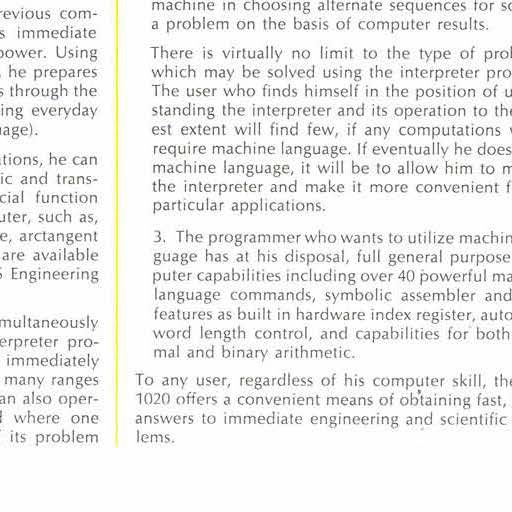 revious com-
s immediate
power. Using
he prepares
s through the
ing everyday
uage).
ations, he can
ic and trans-
cial function
uter, such as,
e, arctangent
are available
S Engineering
multaneously
erpreter pro-
immediately
many ranges
an also oper-
d where one
its problem
machine in choosing alternate sequences for so
a problem on the basis of computer results.
There is virtually no limit to the type of prob
which may be solved using the interpreter pro
The user who finds himself in the position of u
standing the interpreter and its operation to the
est extent will find few, if any computations w
require machine language. If eventually he does
machine language, it will be to allow him to m
the interpreter and make it more convenient f
particular applications.
3. The programmer who wants to utilize machin
guage has at his disposal, full general purpose
puter capabilities including over 40 powerful ma
language commands, symbolic assembler and
features as built in hardware index register, auto
word length control, and capabilities for both
mal and binary arithmetic.
To any user, regardless of his computer skill, the
1020 offers a convenient means of obtaining fast,
answers to immediate engineering and scientific
lems.